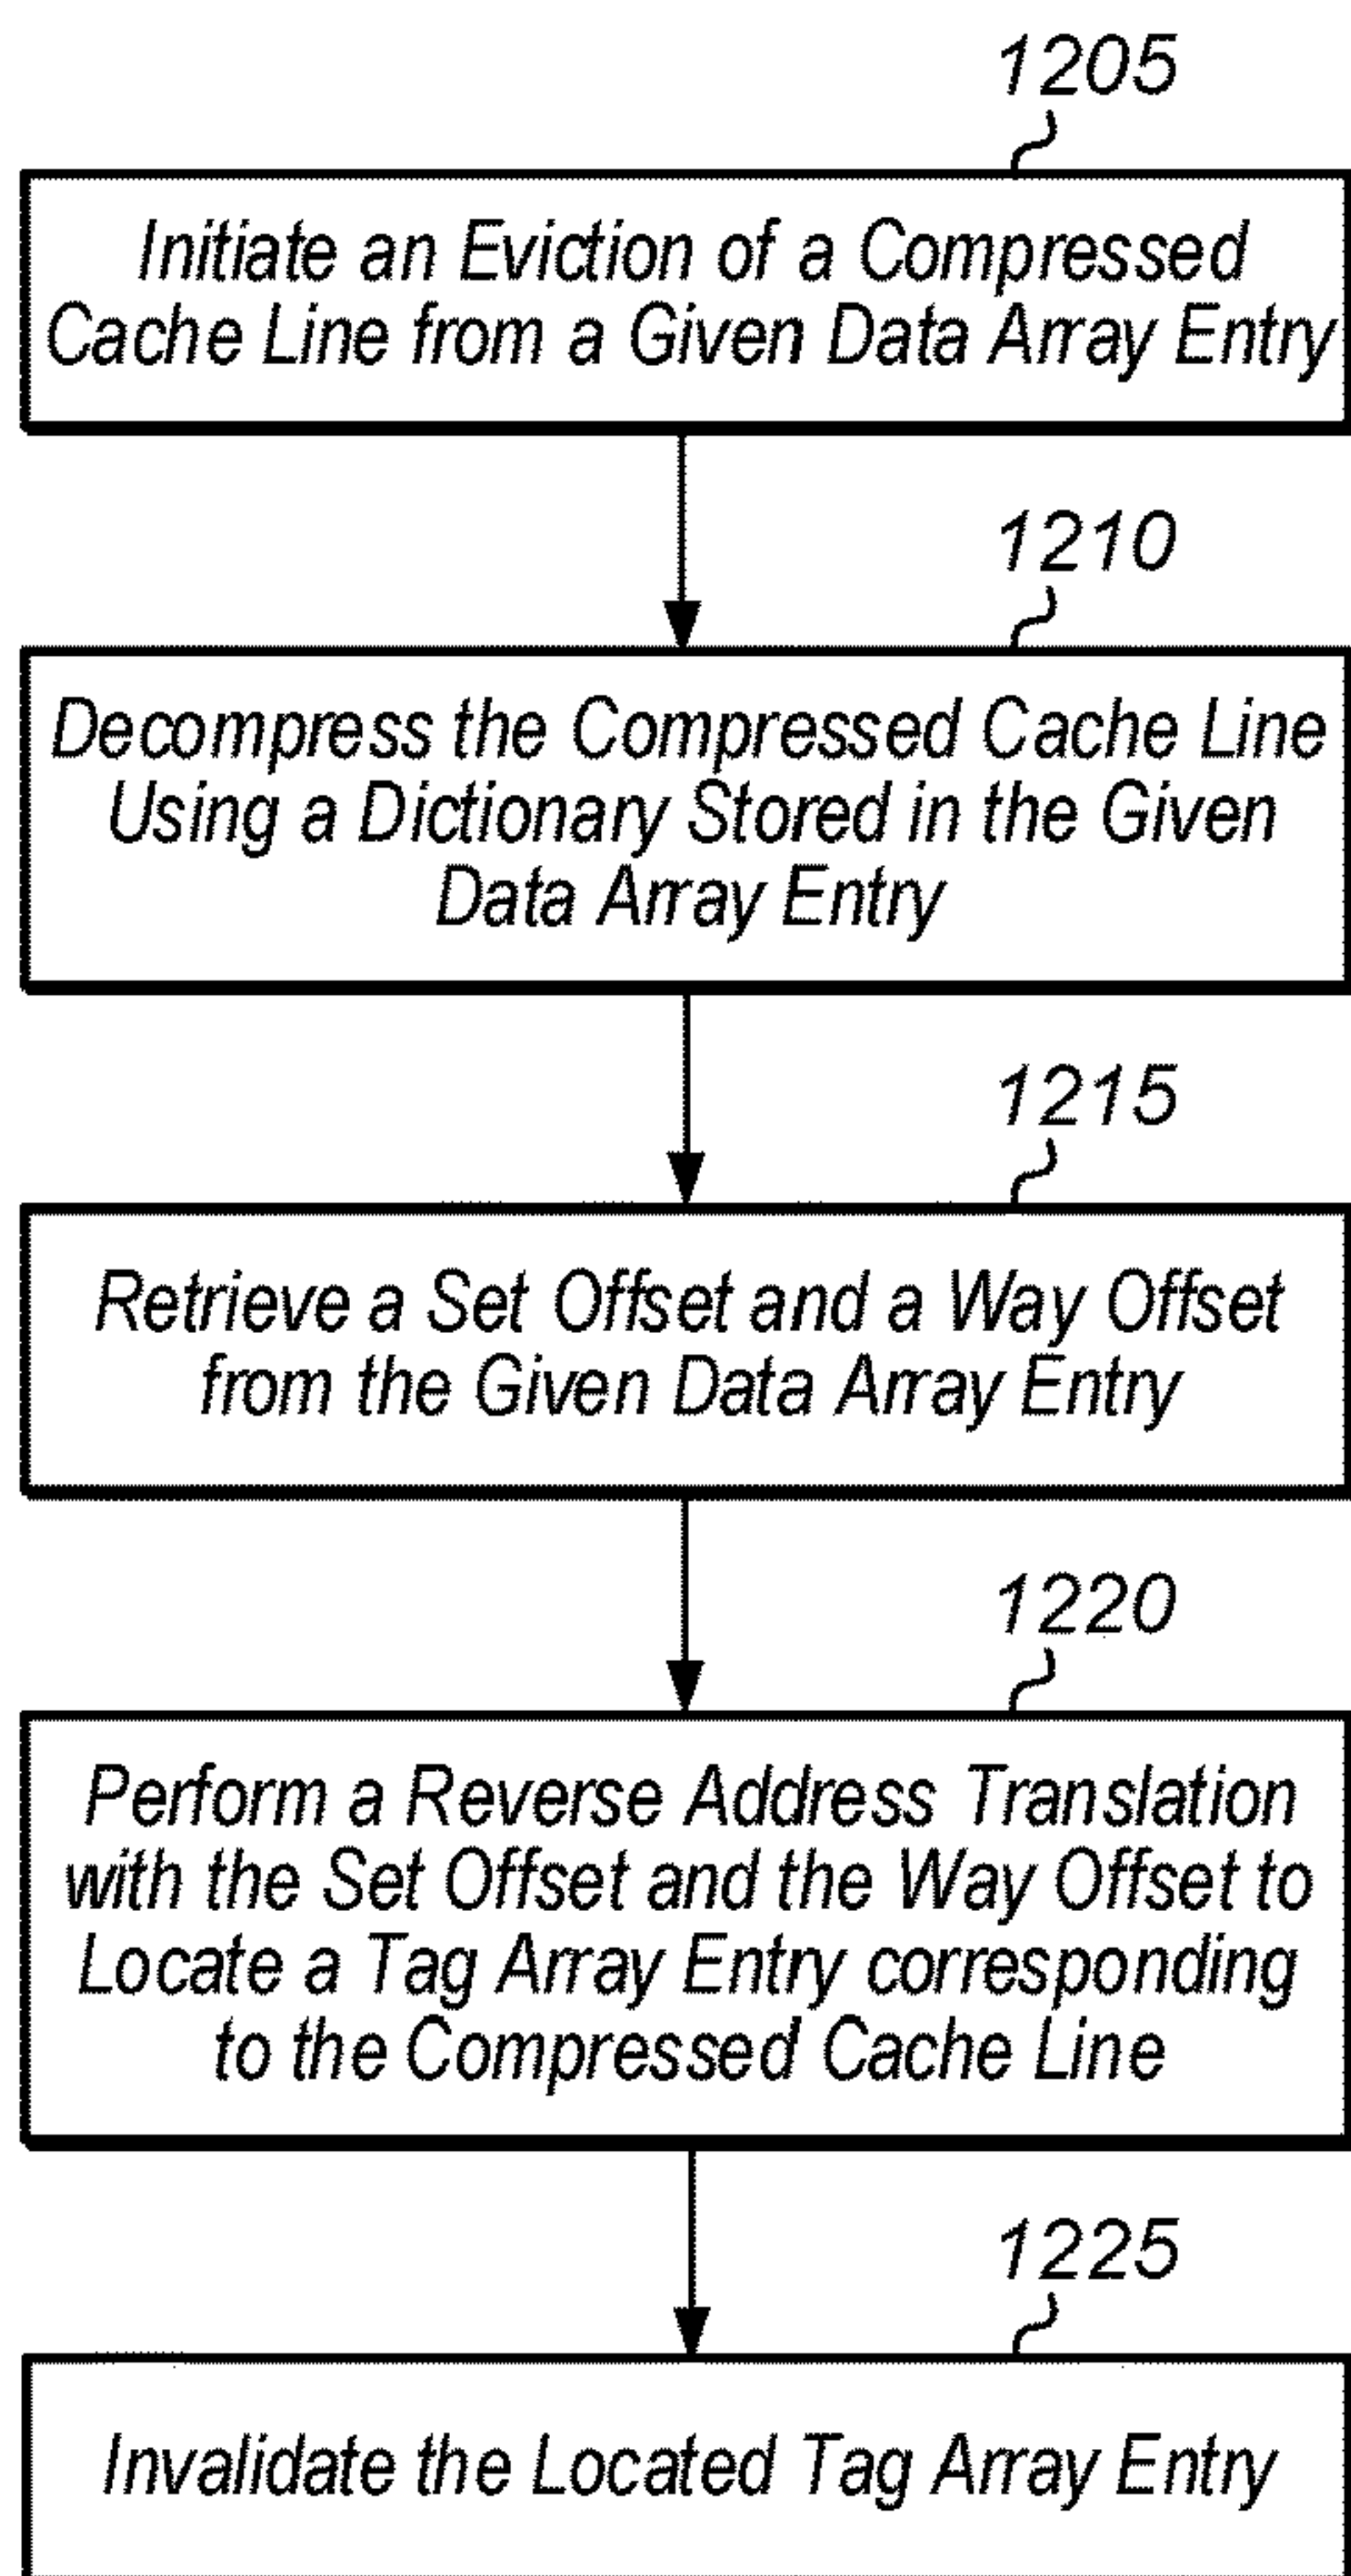 1205
Initiate an Eviction of a Compressed
Cache Line from a Given Data Array Entry
1210
Decompress the Compressed Cache Line
Using a Dictionary Stored in the Given
Data Array Entry
1215
Retrieve a Set Offset and a Way Offset
from the Given Data Array Entry
1220
Perform a Reverse Address Translation
with the Set Offset and the Way Offset to
Locate a Tag Array Entry corresponding
to the Compressed Cache Line
1225
Invalidate the Located Tag Array Entry